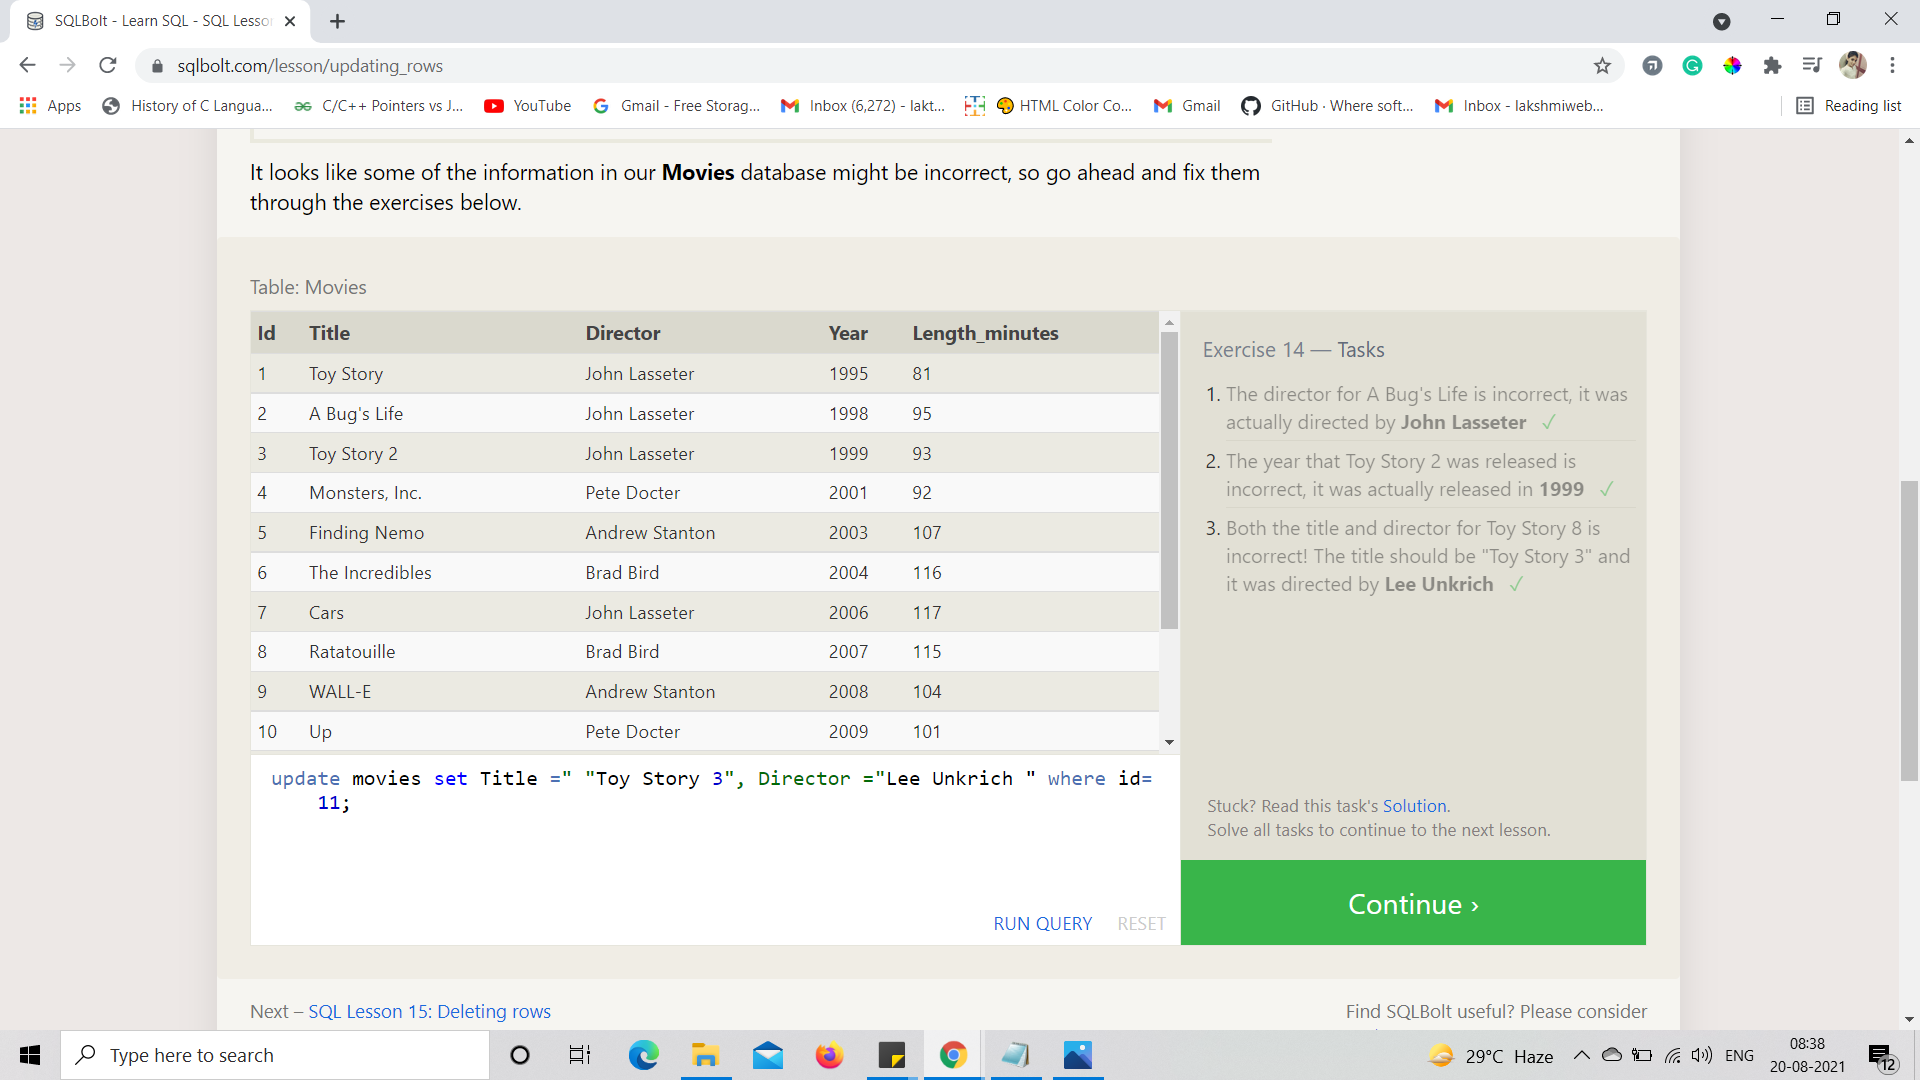 SQLBolt - Learn SQL - SQL Lesson
sqlbolt.com/lesson/updating_rows
Apps History of C Langua... C/C++ Pointers vs J... YouTube Gmail - Free Storag... Inbox (6,272) - lakt... HTML Color Co... Gmail GitHub · Where soft... Inbox - lakshmiweb... Reading list
It looks like some of the information in our Movies database might be incorrect, so go ahead and fix them
through the exercises below.
Table: Movies
Id Title Director Year Length_minutes
1 Toy Story John Lasseter 1995 81
2 A Bug's Life John Lasseter 1998 95
3 Toy Story 2 John Lasseter 1999 93
4 Monsters, Inc. Pete Docter 2001 92
5 Finding Nemo Andrew Stanton 2003 107
6 The Incredibles Brad Bird 2004 116
7 Cars John Lasseter 2006 117
8 Ratatouille Brad Bird 2007 115
9 WALL-E Andrew Stanton 2008 104
10 Up Pete Docter 2009 101
update movies set Title =" "Toy Story 3", Director ="Lee Unkrich " where id=
11;
RUN QUERY RESET
Exercise 14 — Tasks
1. The director for A Bug's Life is incorrect, it was
actually directed by John Lasseter ✓
2. The year that Toy Story 2 was released is
incorrect, it was actually released in 1999 ✓
3. Both the title and director for Toy Story 8 is
incorrect! The title should be "Toy Story 3" and
it was directed by Lee Unkrich ✓
Stuck? Read this task's Solution.
Solve all tasks to continue to the next lesson.
Continue ›
Next – SQL Lesson 15: Deleting rows
Find SQLBolt useful? Please consider
Type here to search
29°C Haze
ENG
08:38
20-08-2021
12